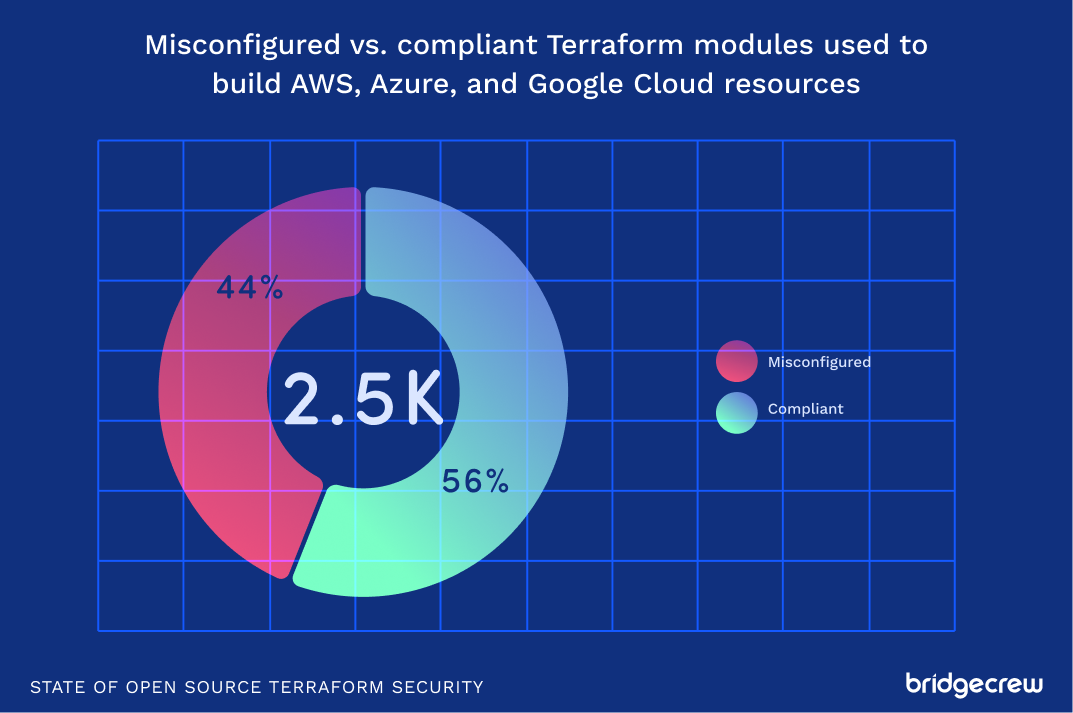 Misconfigured vs. compliant Terraform modules used to
build AWS, Azure, and Google Cloud resources
44%
2.5K
56%
Misconfigured
Compliant
STATE OF OPEN SOURCE TERRAFORM SECURITY
bridgecrew